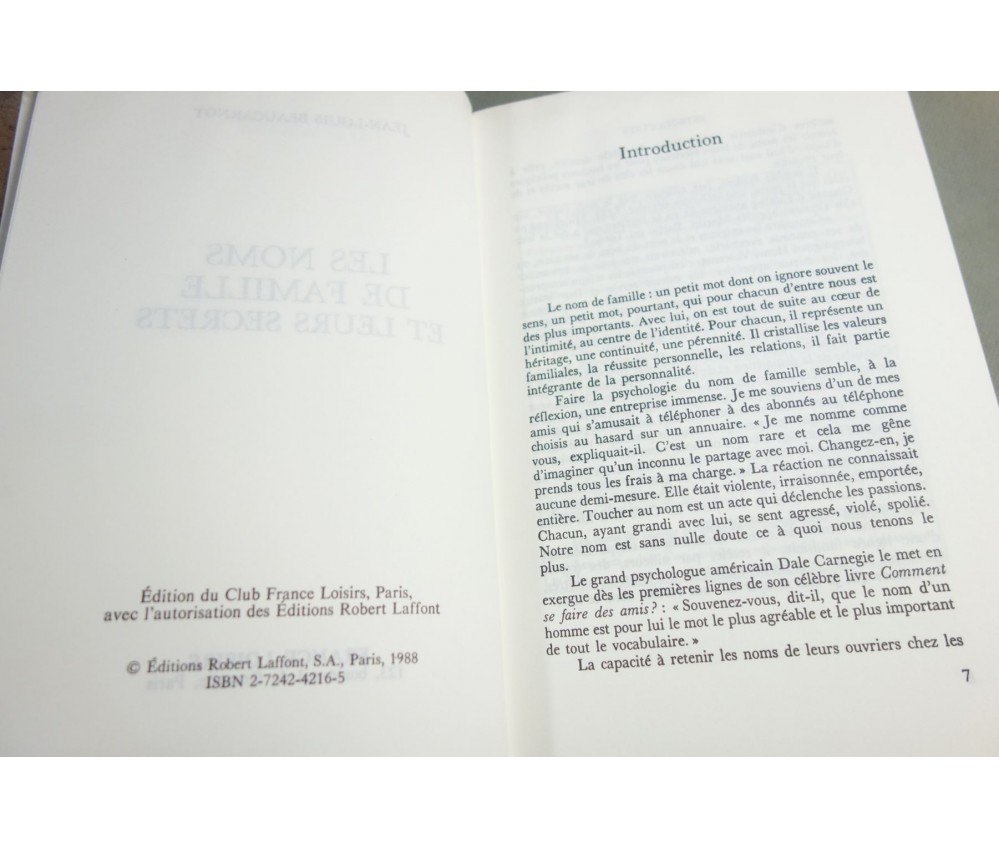 JEAN-LOUIS BEAUCARNOT
LES NOMS
DE FAMILLE
ET LEURS SECRETS
Édition du Club France Loisirs, Paris,
avec l'autorisation des Éditions Robert Laffont
© Éditions Robert Laffont, S.A., Paris, 1988
ISBN 2-7242-4216-5
Introduction
Le nom de famille : un petit mot dont on ignore souvent le
sens, un petit mot, pourtant, qui pour chacun d'entre nous est
des plus importants. Avec lui, on est tout de suite au cœur de
l'intimité, au centre de l'identité. Pour chacun, il représente un
héritage, une continuité, une pérennité. Il cristallise les valeurs
familiales, la réussite personnelle, les relations, il fait partie
intégrante de la personnalité.
Faire la psychologie du nom de famille semble, à la
réflexion, une entreprise immense. Je me souviens d'un de mes
amis qui s'amusait à téléphoner à des abonnés au téléphone
choisis au hasard sur un annuaire. « Je me nomme comme
vous, expliquait-il. C'est un nom rare et cela me gêne
d'imaginer qu'un inconnu le partage avec moi. Changez-en, je
prends tous les frais à ma charge. » La réaction ne connaissait
aucune demi-mesure. Elle était violente, irraisonnée, emportée,
entière. Toucher au nom est un acte qui déclenche les passions.
Chacun, ayant grandi avec lui, se sent agressé, violé, spolié.
Notre nom est sans nulle doute ce à quoi nous tenons le
plus.
Le grand psychologue américain Dale Carnegie le met en
exergue dès les premières lignes de son célèbre livre Comment
se faire des amis? : « Souvenez-vous, dit-il, que le nom d'un
homme est pour lui le mot le plus agréable et le plus important
de tout le vocabulaire. »
La capacité à retenir les noms de leurs ouvriers chez les
7